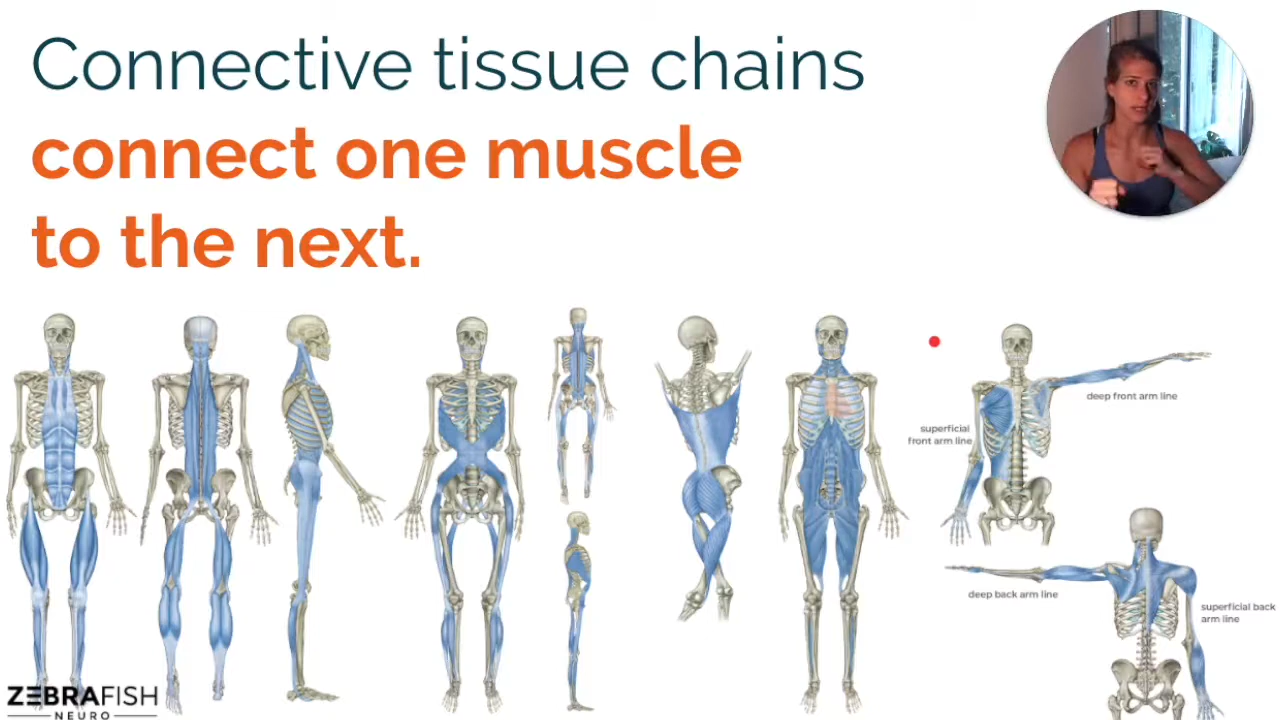 Connective tissue chains
connect one muscle
to the next.
deep front arm line
superficial
front arm line
deep back arm line
superficial back
arm line
ZEBRAFISH
NEURO